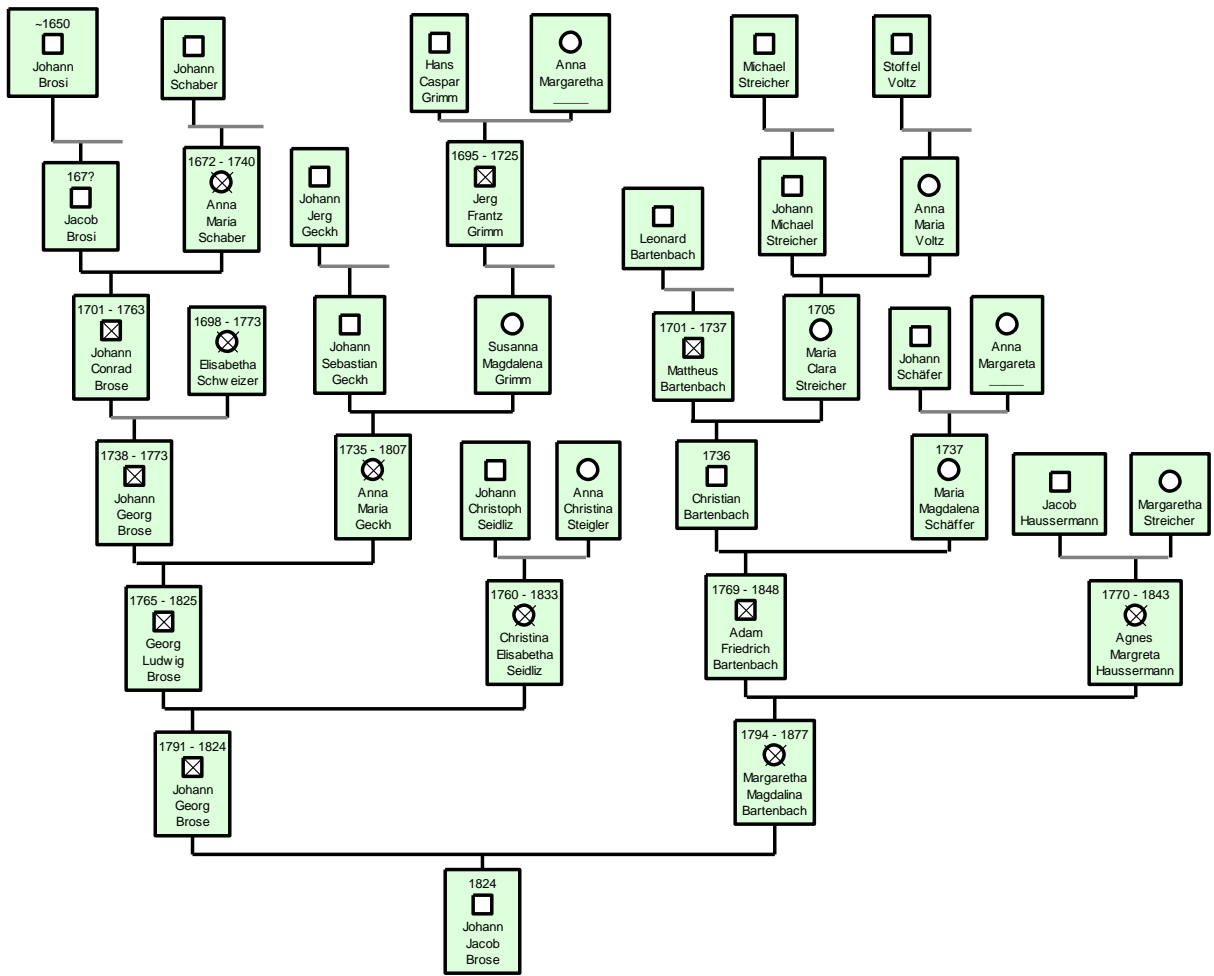 ~1650
Johann
Brosi
Johann
Schaber
Hans
Caspar
Grimm
Anna
Margaretha
_____
Michael
Streicher
Stoffel
Voltz
167?
Jacob
Brosi
1672 - 1740
Anna
Maria
Schaber
Johann
Jerg
Geckh
1695 - 1725
Jerg
Frantz
Grimm
Leonard
Bartenbach
Johann
Michael
Streicher
Anna
Maria
Voltz
1701 - 1763
Johann
Conrad
Brose
1698 - 1773
Elisabetha
Schweizer
Johann
Sebastian
Geckh
Susanna
Magdalena
Grimm
1701 - 1737
Mattheus
Bartenbach
1705
Maria
Clara
Streicher
Johann
Schäfer
Anna
Margareta
_____
1738 - 1773
Johann
Georg
Brose
1735 - 1807
Anna
Maria
Geckh
Johann
Christoph
Seidliz
Anna
Christina
Steigler
1736
Christian
Bartenbach
1737
Maria
Magdalena
Schäffer
Jacob
Haussermann
Margaretha
Streicher
1765 - 1825
Georg
Ludwig
Brose
1760 - 1833
Christina
Elisabetha
Seidliz
1769 - 1848
Adam
Friedrich
Bartenbach
1770 - 1843
Agnes
Margreta
Haussermann
1791 - 1824
Johann
Georg
Brose
1794 - 1877
Margaretha
Magdalina
Bartenbach
1824
Johann
Jacob
Brose